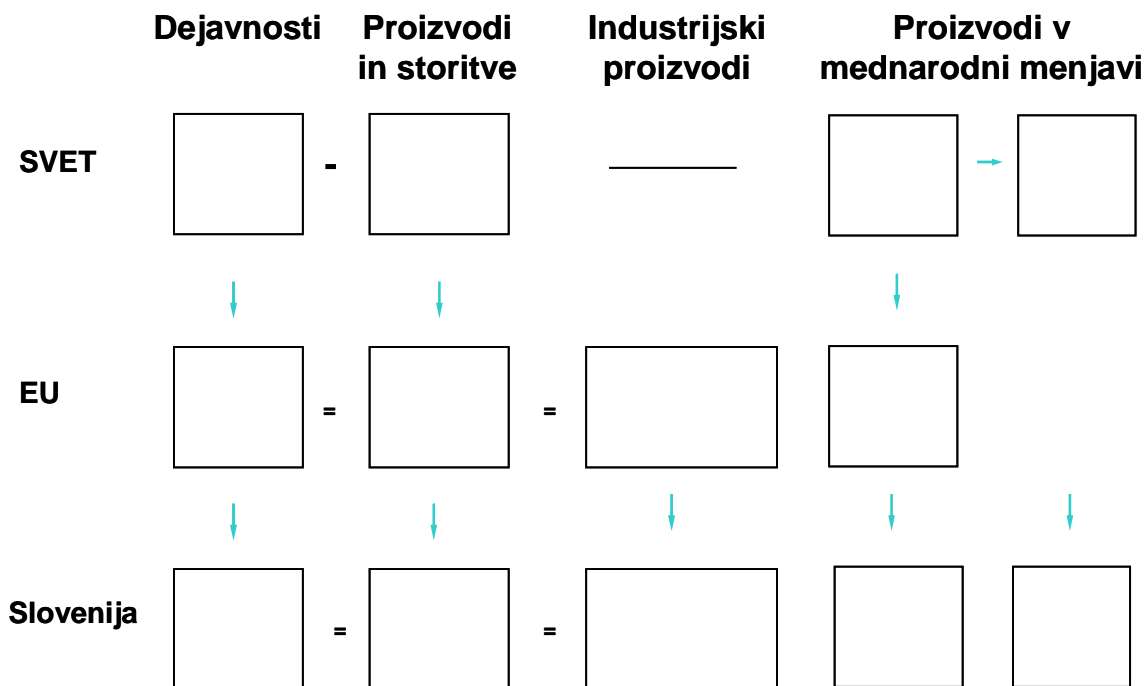 Dejavnosti
Proizvodi
in storitve
Industrijski
proizvodi
Proizvodi v
mednarodni menjavi
SVET
-
EU
=
=
Slovenija
=
=